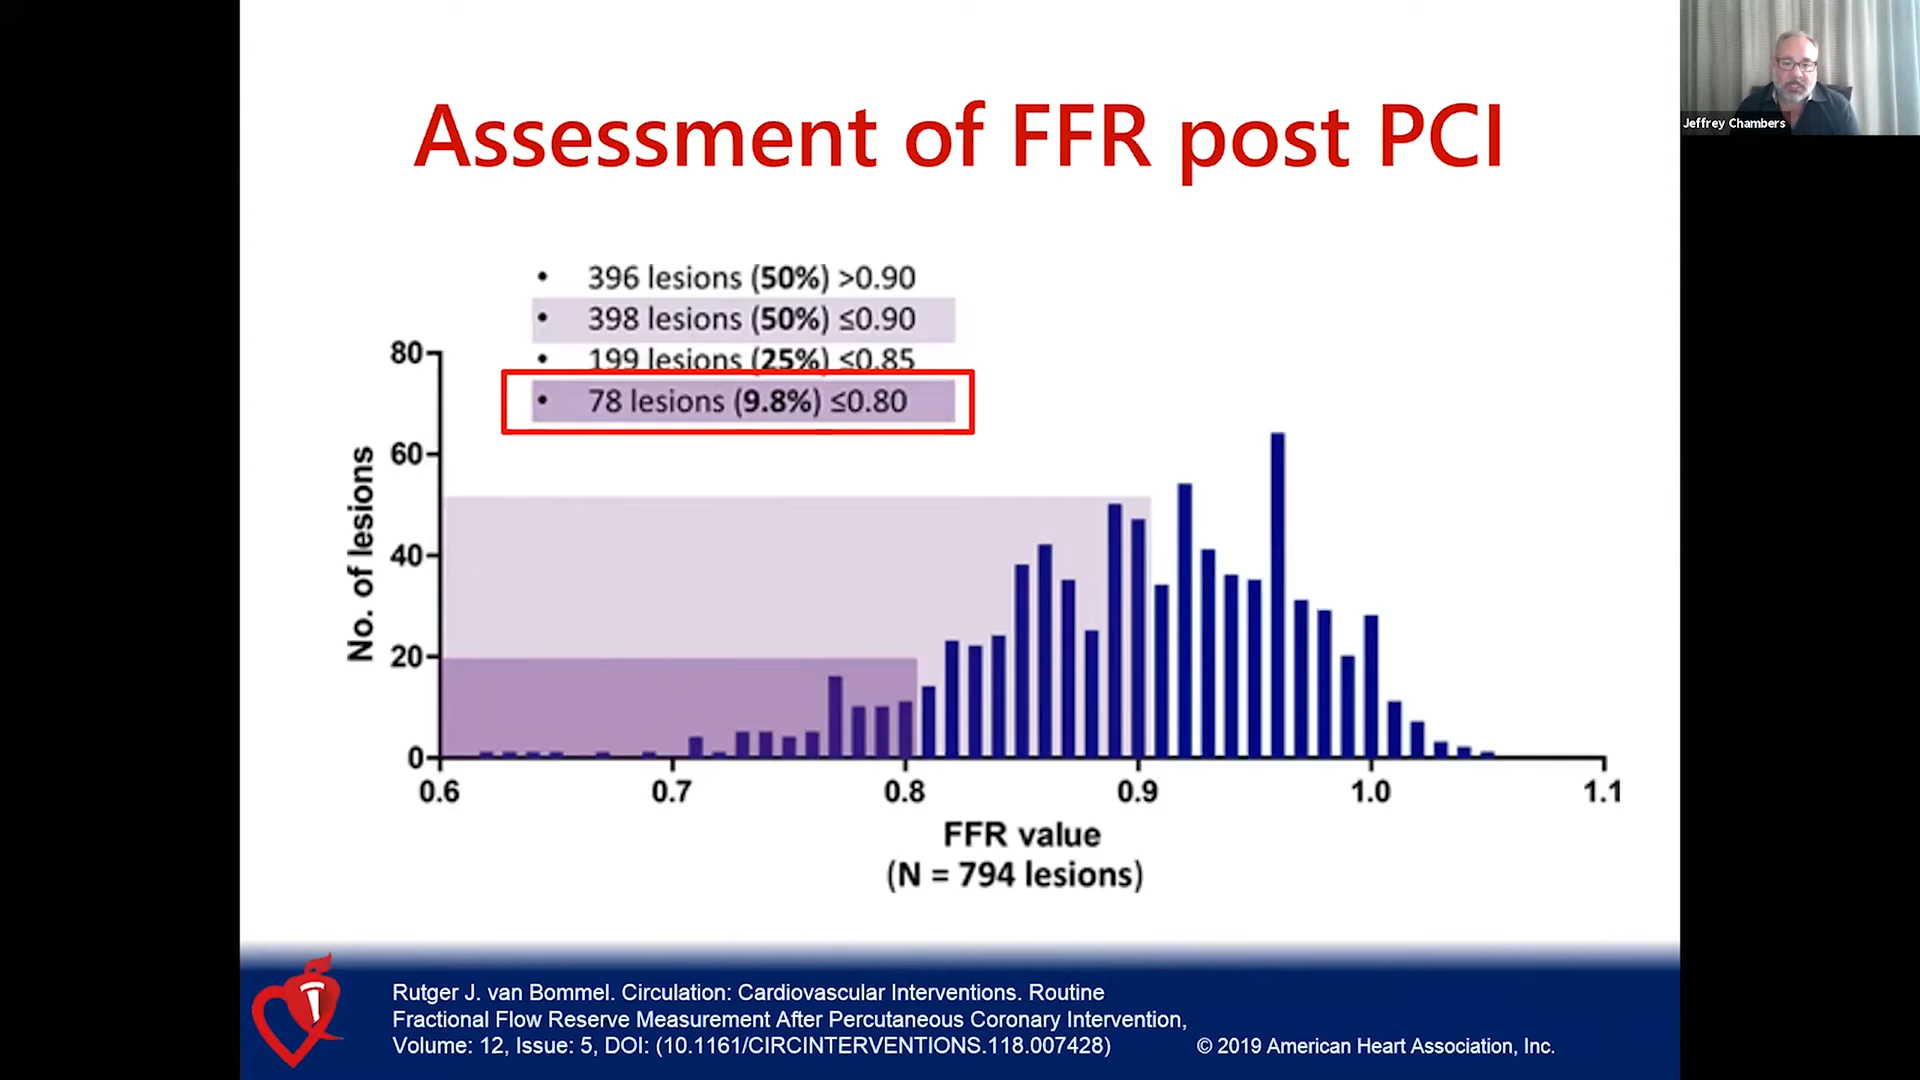 Jeffrey Chambers
Assessment of FFR post PCI
• 396 lesions (50%) >0.90
• 398 lesions (50%) ≤0.90
• 199 lesions (25%) ≤0.85
• 78 lesions (9.8%) ≤0.80
80
60
40
20
0
No. of lesions
0.6 0.7 0.8 0.9 1.0 1.1
FFR value
(N = 794 lesions)
Rutger J. van Bommel. Circulation: Cardiovascular Interventions. Routine
Fractional Flow Reserve Measurement After Percutaneous Coronary Intervention,
Volume: 12, Issue: 5, DOI: (10.1161/CIRCINTERVENTIONS.118.007428)
© 2019 American Heart Association, Inc.